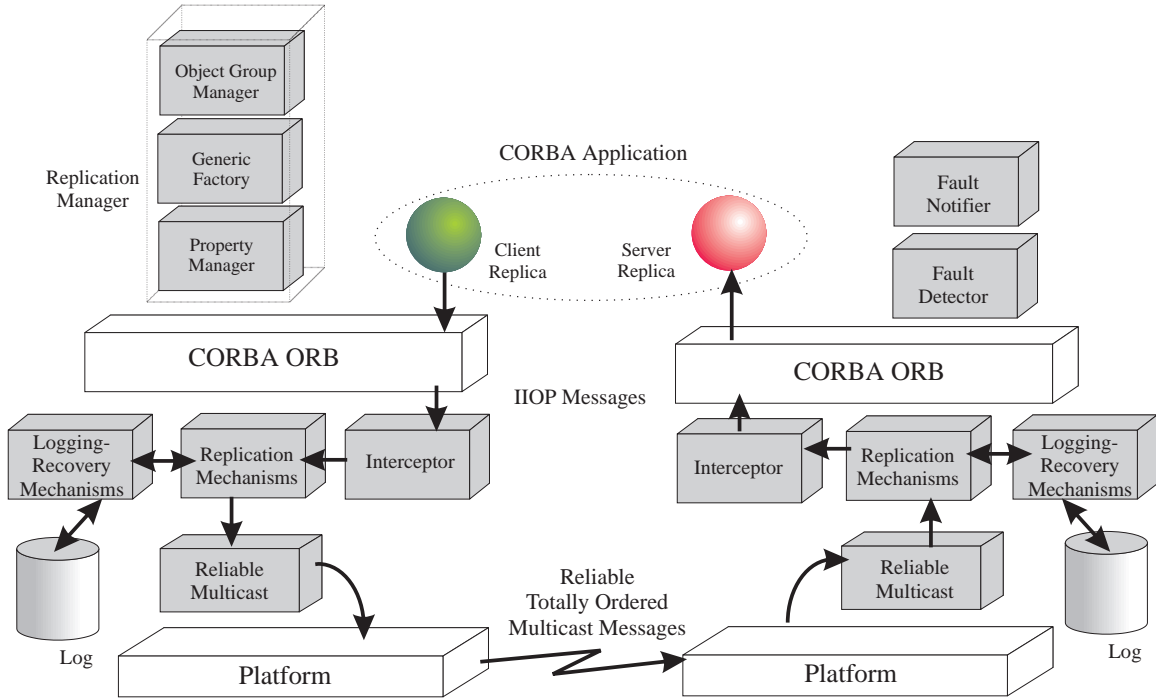 Object Group
Manager
Generic
Factory
Property
Manager
Replication
Manager
CORBA Application
Client
Replica
Server
Replica
Fault
Notifier
Fault
Detector
CORBA ORB
CORBA ORB
IIOP Messages
Logging-
Recovery
Mechanisms
Replication
Mechanisms
Interceptor
Interceptor
Replication
Mechanisms
Logging-
Recovery
Mechanisms
Reliable
Multicast
Reliable
Totally Ordered
Multicast Messages
Reliable
Multicast
Log
Platform
Platform
Log